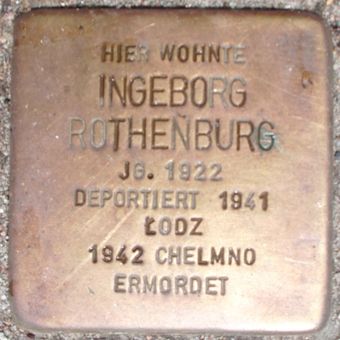 HIER WOHNTE
INGEBORG
ROTHENBURG
JG. 1922
DEPORTIERT 1941
ŁODZ
1942 CHELMNO
ERMORDET